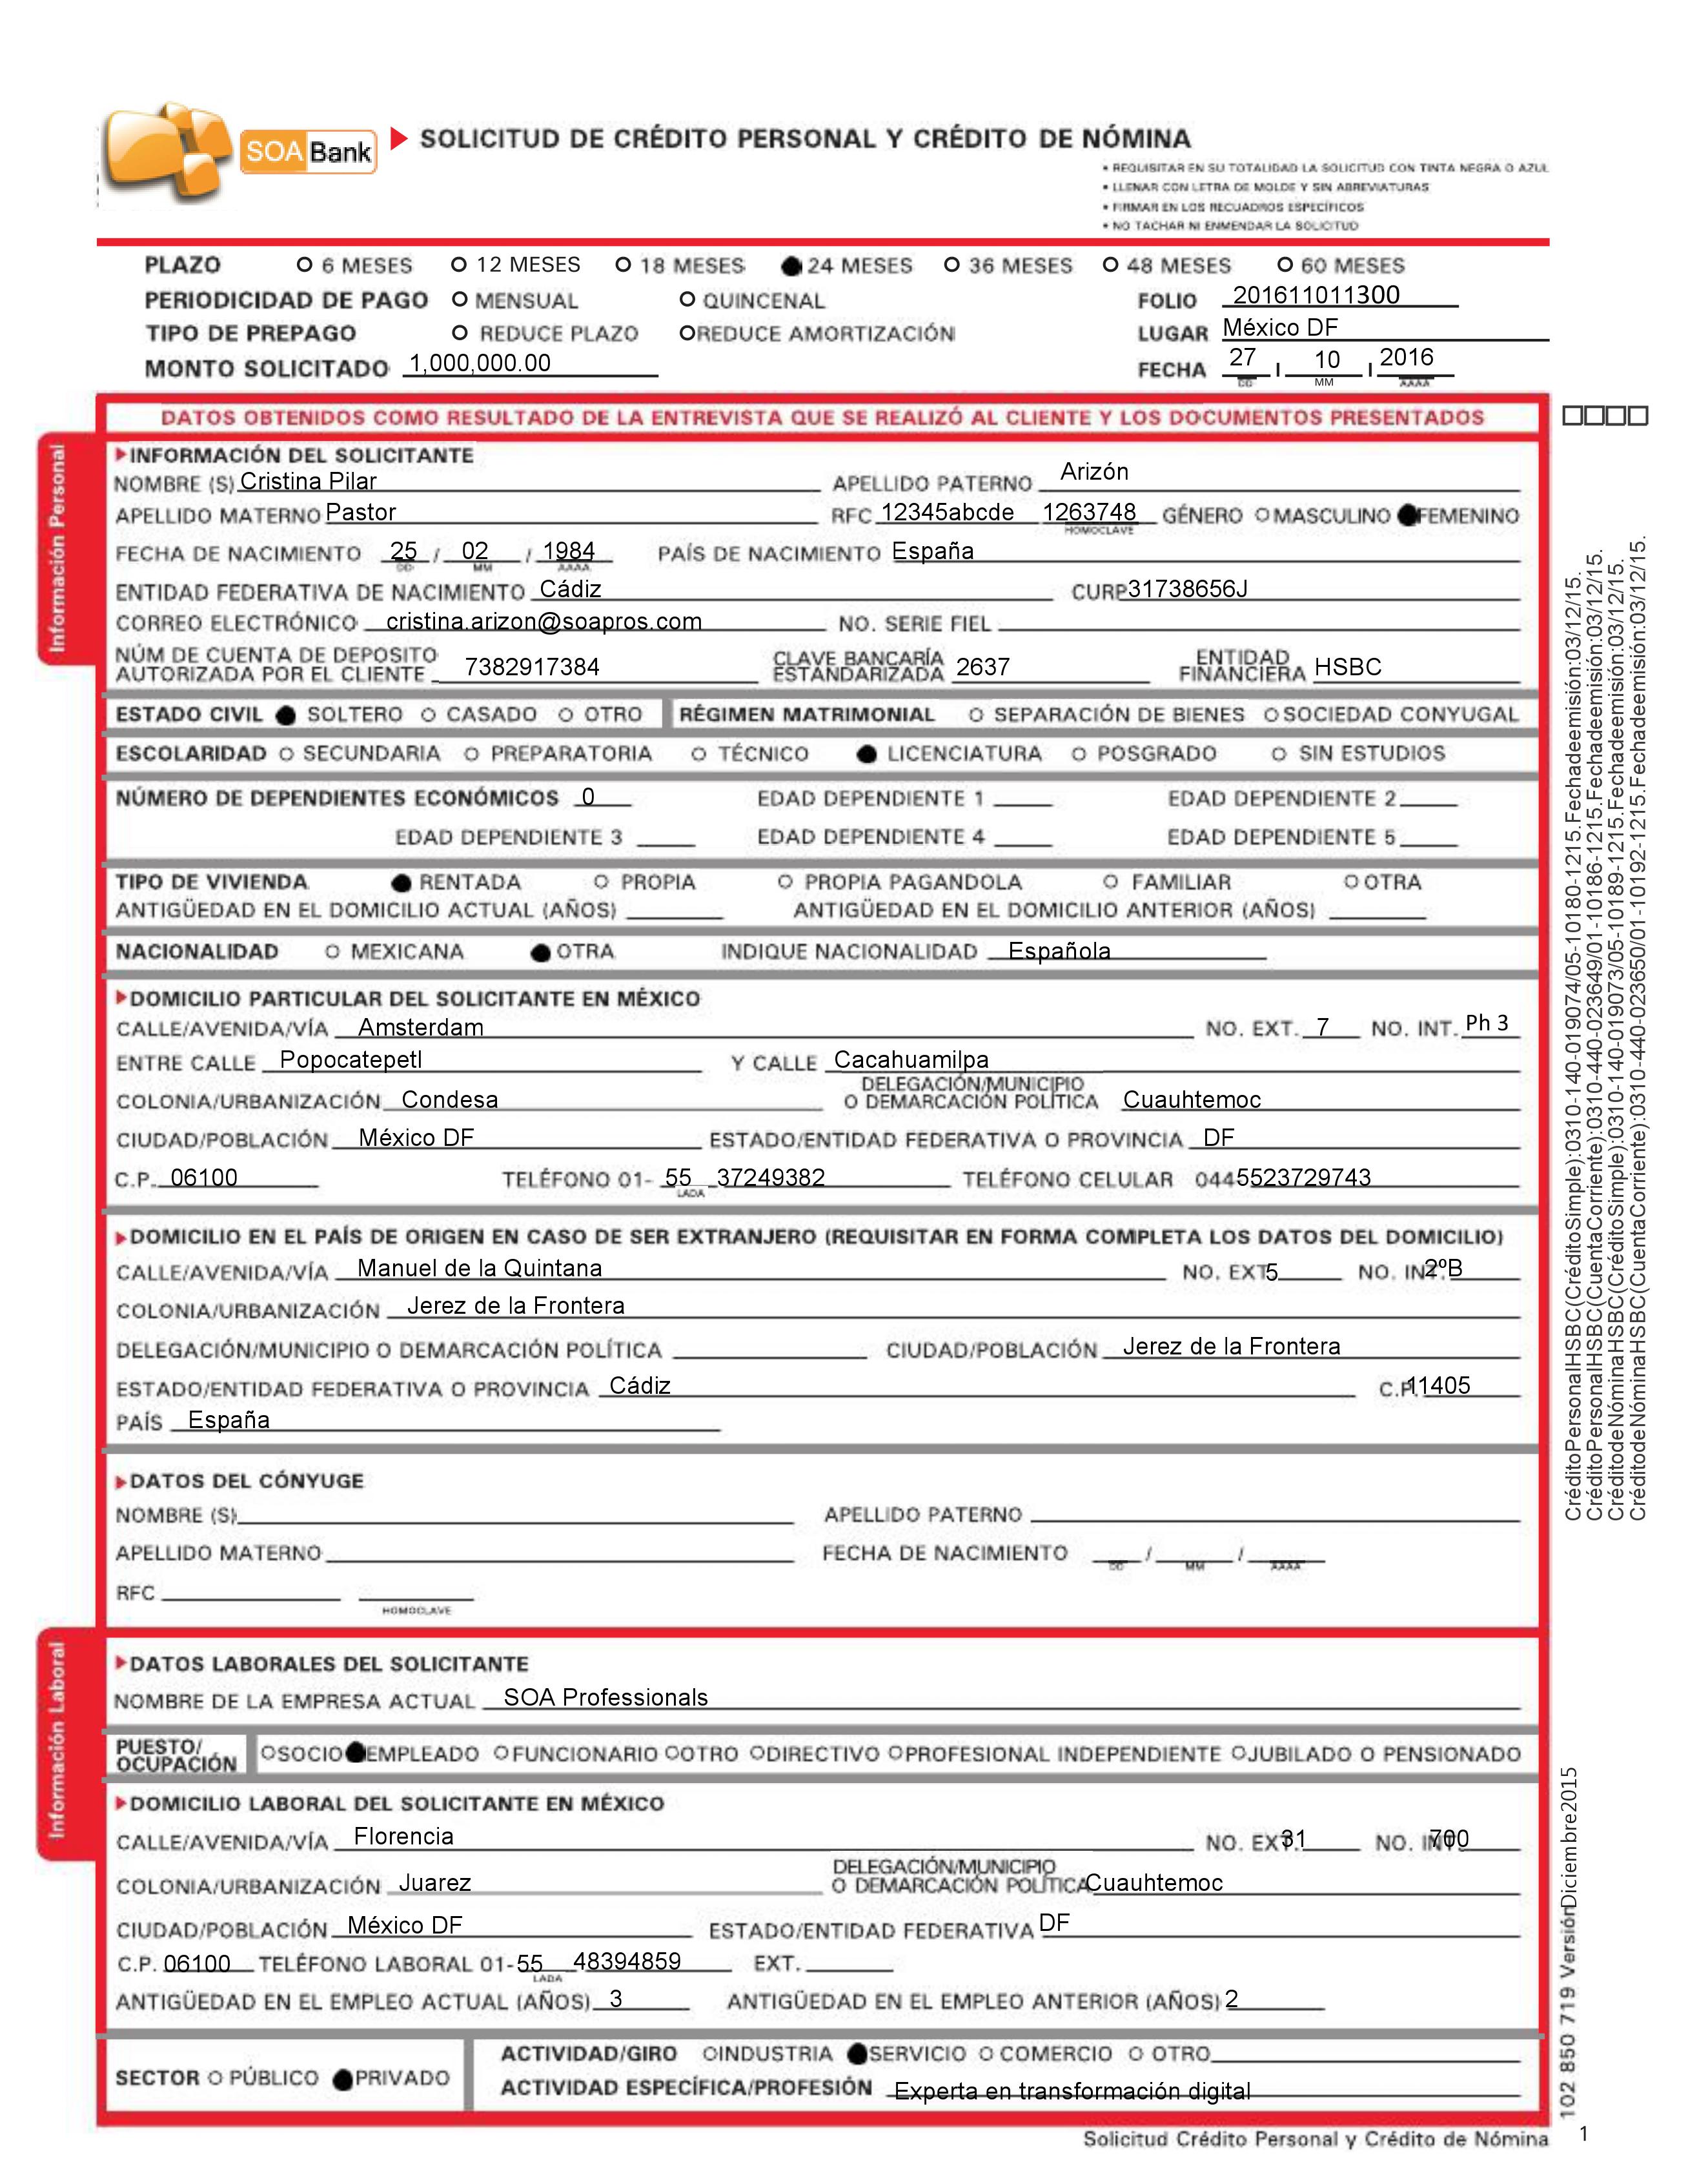 SOA Bank SOLICITUD DE CRÉDITO PERSONAL Y CRÉDITO DE NÓMINA
• REQUISITAR EN SU TOTALIDAD LA SOLICITUD CON TINTA NEGRA O AZUL
• LLENAR CON LETRA DE MOLDE Y SIN ABREVIATURAS
• FIRMAR EN LOS RECUADROS ESPECÍFICOS
• NO TACHAR NI ENMENDAR LA SOLICITUD
PLAZO 6 MESES 12 MESES 18 MESES 24 MESES 36 MESES 48 MESES 60 MESES
PERIODICIDAD DE PAGO MENSUAL QUINCENAL FOLIO 201611011300
TIPO DE PREPAGO REDUCE PLAZO REDUCE AMORTIZACIÓN LUGAR México DF
MONTO SOLICITADO 1,000,000.00 FECHA 27 / 10 / 2016
DD MM AAAA
DATOS OBTENIDOS COMO RESULTADO DE LA ENTREVISTA QUE SE REALIZÓ AL CLIENTE Y LOS DOCUMENTOS PRESENTADOS
Información Personal
INFORMACIÓN DEL SOLICITANTE
NOMBRE (S) Cristina Pilar APELLIDO PATERNO Arizón
APELLIDO MATERNO Pastor RFC 12345abcde 1263748 GÉNERO MASCULINO FEMENINO
HOMOCLAVE
FECHA DE NACIMIENTO 25 / 02 / 1984 PAÍS DE NACIMIENTO España
DD MM AAAA
ENTIDAD FEDERATIVA DE NACIMIENTO Cádiz CURP 31738656J
CORREO ELECTRÓNICO cristina.arizon@soapros.com NO. SERIE FIEL
NÚM DE CUENTA DE DEPOSITO AUTORIZADA POR EL CLIENTE 7382917384 CLAVE BANCARÍA ESTANDARIZADA 2637 ENTIDAD FINANCIERA HSBC
ESTADO CIVIL SOLTERO CASADO OTRO RÉGIMEN MATRIMONIAL SEPARACIÓN DE BIENES SOCIEDAD CONYUGAL
ESCOLARIDAD SECUNDARIA PREPARATORIA TÉCNICO LICENCIATURA POSGRADO SIN ESTUDIOS
NÚMERO DE DEPENDIENTES ECONÓMICOS 0 EDAD DEPENDIENTE 1 EDAD DEPENDIENTE 2
EDAD DEPENDIENTE 3 EDAD DEPENDIENTE 4 EDAD DEPENDIENTE 5
TIPO DE VIVIENDA RENTADA PROPIA PROPIA PAGANDOLA FAMILIAR OTRA
ANTIGÜEDAD EN EL DOMICILIO ACTUAL (AÑOS) ANTIGÜEDAD EN EL DOMICILIO ANTERIOR (AÑOS)
NACIONALIDAD MEXICANA OTRA INDIQUE NACIONALIDAD Española
DOMICILIO PARTICULAR DEL SOLICITANTE EN MÉXICO
CALLE/AVENIDA/VÍA Amsterdam NO. EXT. 7 NO. INT. Ph 3
ENTRE CALLE Popocatepetl Y CALLE Cacahuamilpa
COLONIA/URBANIZACIÓN Condesa DELEGACIÓN/MUNICIPIO O DEMARCACIÓN POLÍTICA Cuauhtemoc
CIUDAD/POBLACIÓN México DF ESTADO/ENTIDAD FEDERATIVA O PROVINCIA DF
C.P. 06100 TELÉFONO 01- 55 37249382 TELÉFONO CELULAR 044 5523729743
LADA
DOMICILIO EN EL PAÍS DE ORIGEN EN CASO DE SER EXTRANJERO (REQUISITAR EN FORMA COMPLETA LOS DATOS DEL DOMICILIO)
CALLE/AVENIDA/VÍA Manuel de la Quintana NO. EXT. 5 NO. INT. 2ºB
COLONIA/URBANIZACIÓN Jerez de la Frontera
DELEGACIÓN/MUNICIPIO O DEMARCACIÓN POLÍTICA CIUDAD/POBLACIÓN Jerez de la Frontera
ESTADO/ENTIDAD FEDERATIVA O PROVINCIA Cádiz C.P. 11405
PAÍS España
DATOS DEL CÓNYUGE
NOMBRE (S) APELLIDO PATERNO
APELLIDO MATERNO FECHA DE NACIMIENTO / /
DD MM AAAA
RFC
HOMOCLAVE
Información Laboral
DATOS LABORALES DEL SOLICITANTE
NOMBRE DE LA EMPRESA ACTUAL SOA Professionals
PUESTO/OCUPACIÓN SOCIO EMPLEADO FUNCIONARIO OTRO DIRECTIVO PROFESIONAL INDEPENDIENTE JUBILADO O PENSIONADO
DOMICILIO LABORAL DEL SOLICITANTE EN MÉXICO
CALLE/AVENIDA/VÍA Florencia NO. EXT. 31 NO. INT. 700
COLONIA/URBANIZACIÓN Juarez DELEGACIÓN/MUNICIPIO O DEMARCACIÓN POLÍTICA Cuauhtemoc
CIUDAD/POBLACIÓN México DF ESTADO/ENTIDAD FEDERATIVA DF
C.P. 06100 TELÉFONO LABORAL 01- 55 48394859 EXT.
LADA
ANTIGÜEDAD EN EL EMPLEO ACTUAL (AÑOS) 3 ANTIGÜEDAD EN EL EMPLEO ANTERIOR (AÑOS) 2
SECTOR PÚBLICO PRIVADO ACTIVIDAD/GIRO INDUSTRIA SERVICIO COMERCIO OTRO
ACTIVIDAD ESPECÍFICA/PROFESIÓN Experta en transformación digital
Solicitud Crédito Personal y Crédito de Nómina 1
CréditoPersonalHSBC(CréditoSimple):0310-140-019074/05-10180-1215.Fechadeemisión:03/12/15.
CréditoPersonalHSBC(CuentaCorriente):0310-440-023649/01-10186-1215.Fechadeemisión:03/12/15.
CréditodeNóminaHSBC(CréditoSimple):0310-140-019073/05-10189-1215.Fechadeemisión:03/12/15.
CréditodeNóminaHSBC(CuentaCorriente):0310-440-023650/01-10192-1215.Fechadeemisión:03/12/15.
102 850 719 VersiónDiciembre2015